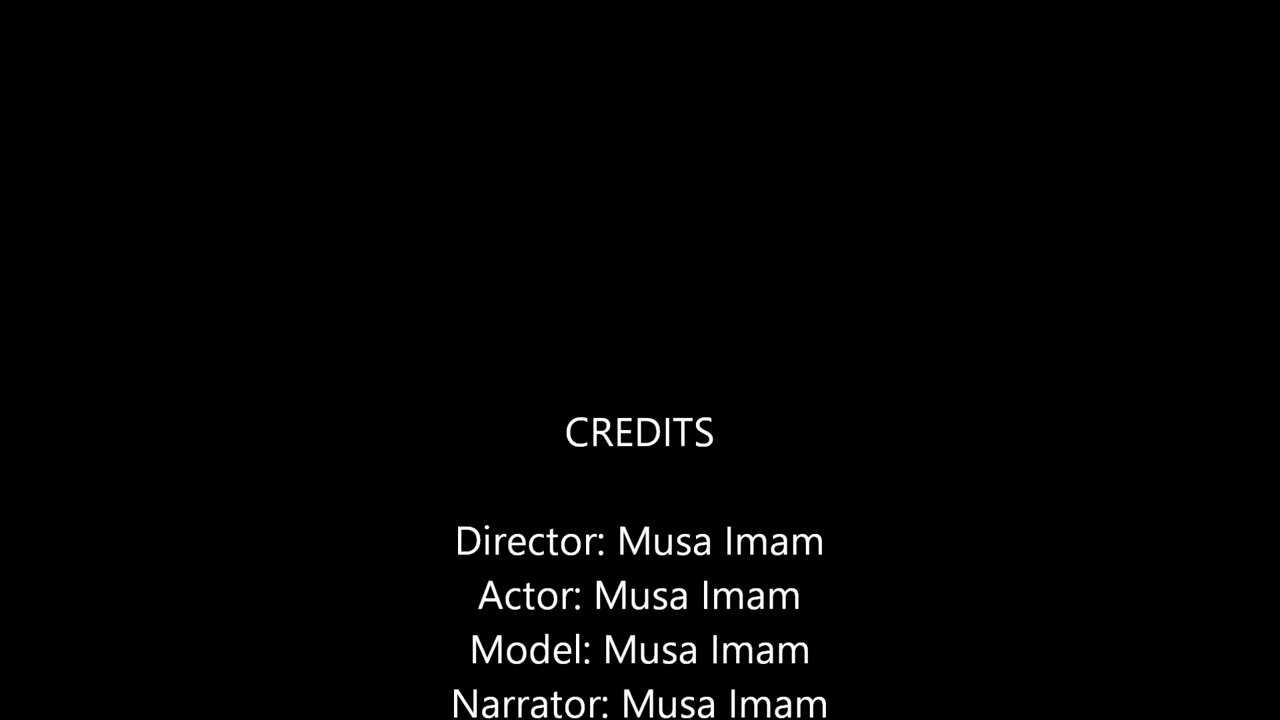 CREDITS
Director: Musa Imam
Actor: Musa Imam
Model: Musa Imam
Narrator: Musa Imam